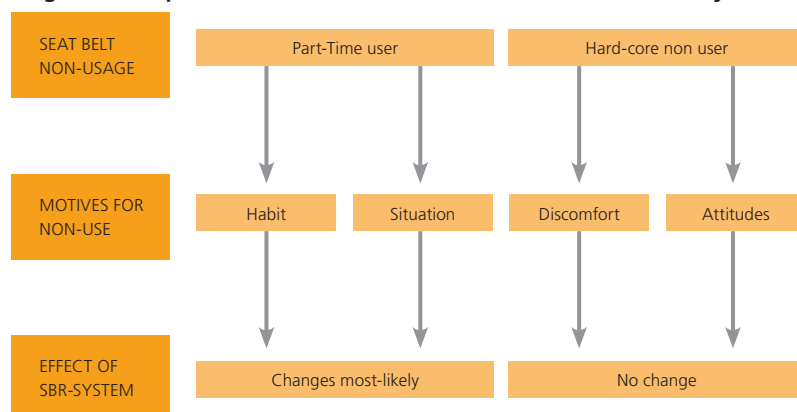 SEAT BELT
NON-USAGE
Part-Time user
Hard-core non user
MOTIVES FOR
NON-USE
Habit
Situation
Discomfort
Attitudes
EFFECT OF
SBR-SYSTEM
Changes most-likely
No change